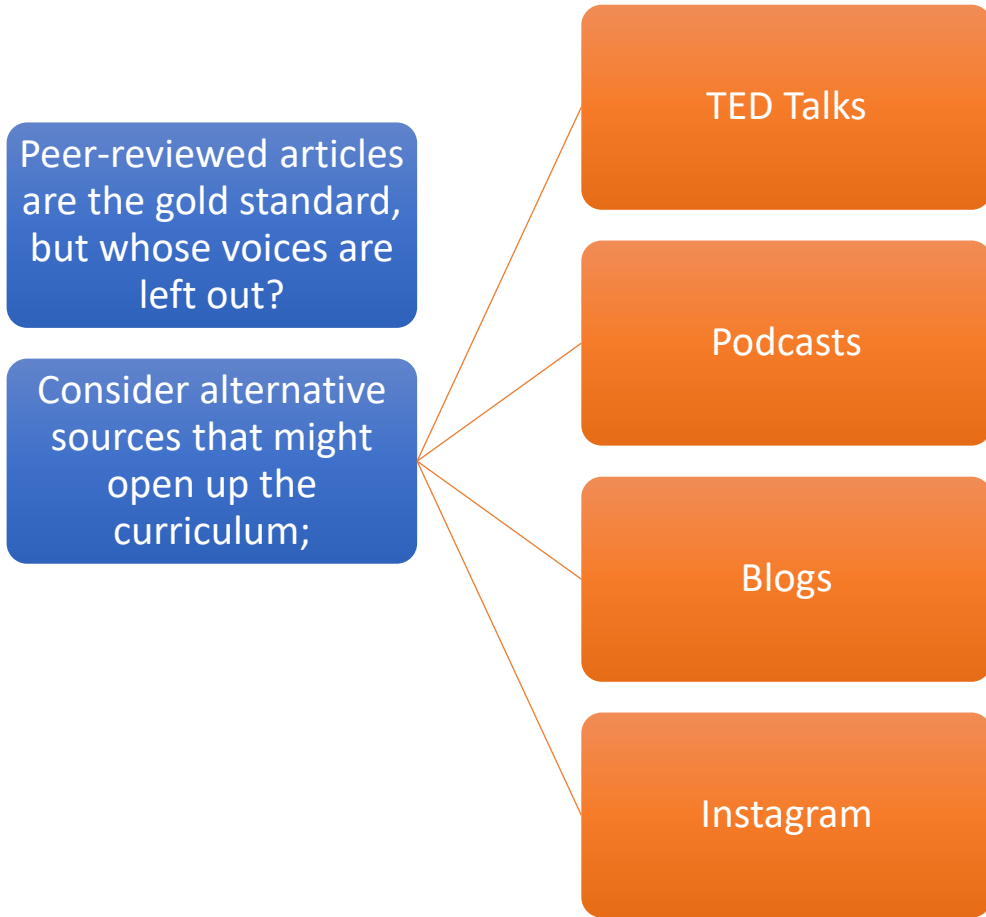 Peer-reviewed articles
are the gold standard,
but whose voices are
left out?
Consider alternative
sources that might
open up the
curriculum;
TED Talks
Podcasts
Blogs
Instagram